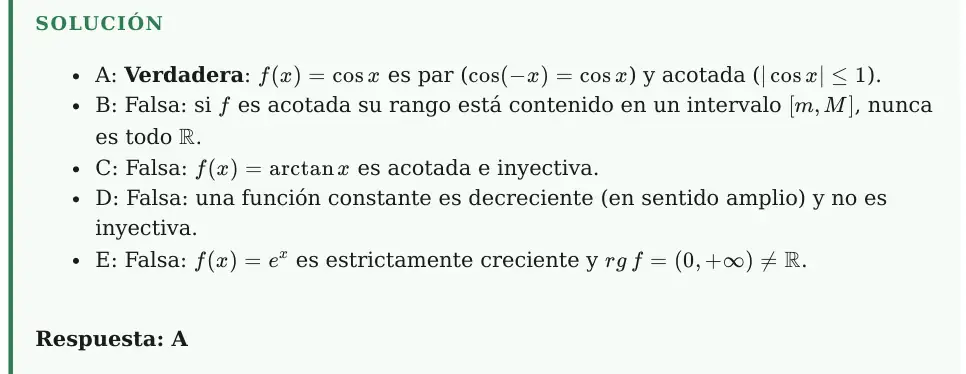 SOLUCIÓN
• A: Verdadera: f(x) = cos x es par (cos(−x) = cos x) y acotada (| cos x| ≤ 1).
• B: Falsa: si f es acotada su rango está contenido en un intervalo [m, M], nunca
es todo ℝ.
• C: Falsa: f(x) = arctan x es acotada e inyectiva.
• D: Falsa: una función constante es decreciente (en sentido amplio) y no es
inyectiva.
• E: Falsa: f(x) = eˣ es estrictamente creciente y rg f = (0, +∞) ≠ ℝ.
Respuesta: A